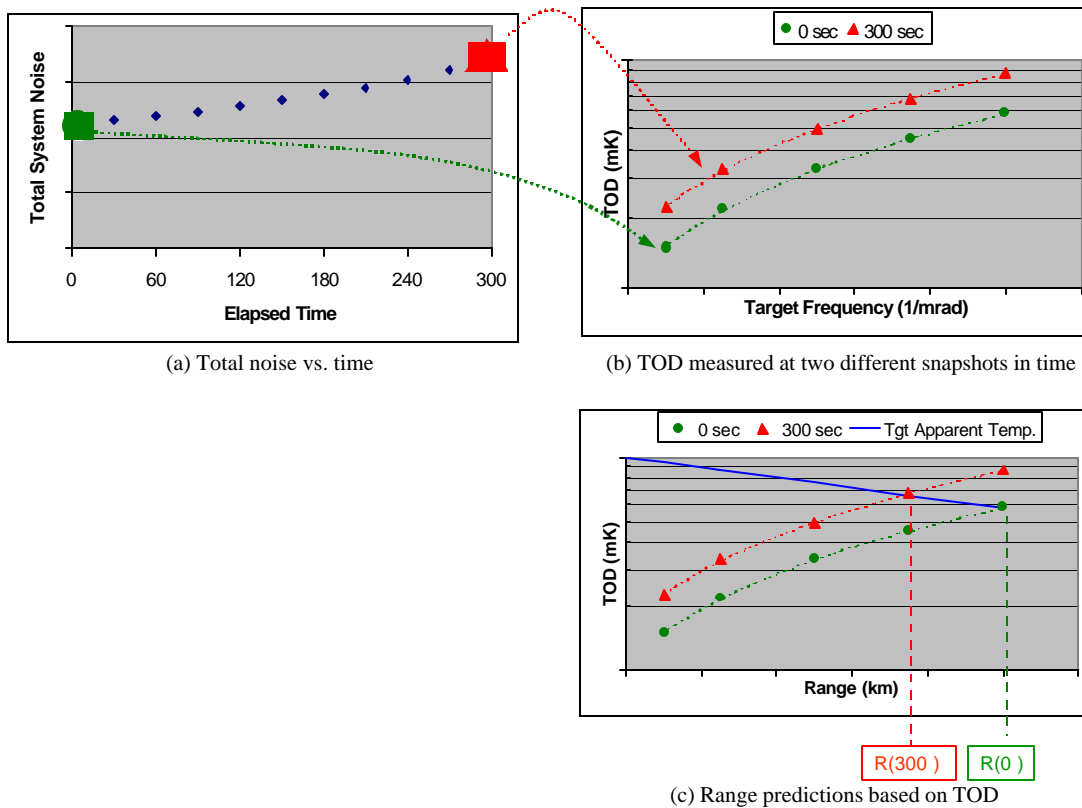 Total System Noise
0 60 120 180 240 300
Elapsed Time
(a) Total noise vs. time
0 sec 300 sec
TOD (mK)
Target Frequency (1/mrad)
(b) TOD measured at two different snapshots in time
0 sec 300 sec Tgt Apparent Temp.
TOD (mK)
Range (km)
R(300 ) R(0 )
(c) Range predictions based on TOD